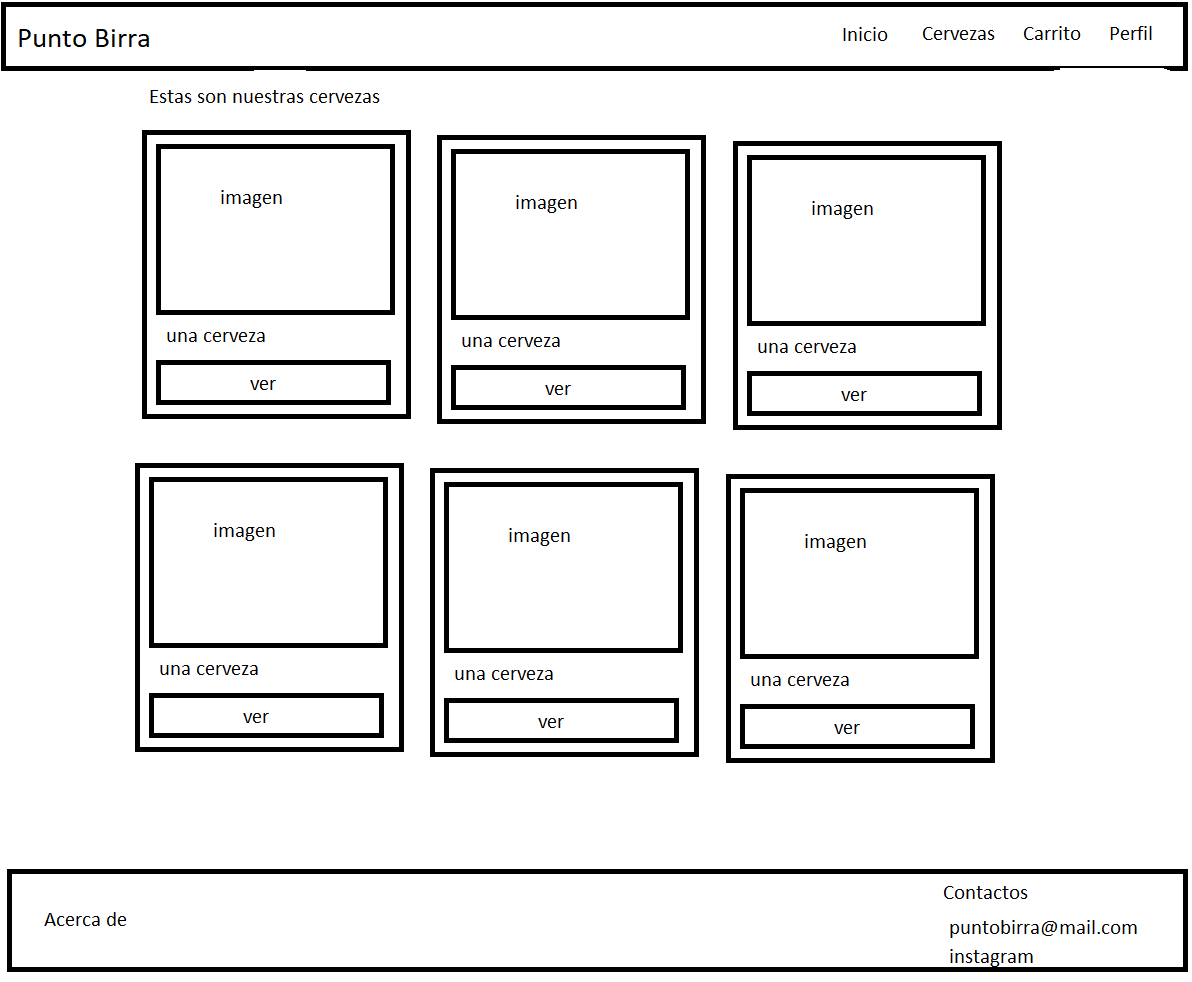 Punto Birra
Inicio
Cervezas
Carrito
Perfil
Estas son nuestras cervezas
imagen
una cerveza
ver
imagen
una cerveza
ver
imagen
una cerveza
ver
imagen
una cerveza
ver
imagen
una cerveza
ver
imagen
una cerveza
ver
Acerca de
Contactos
puntobirra@mail.com
instagram